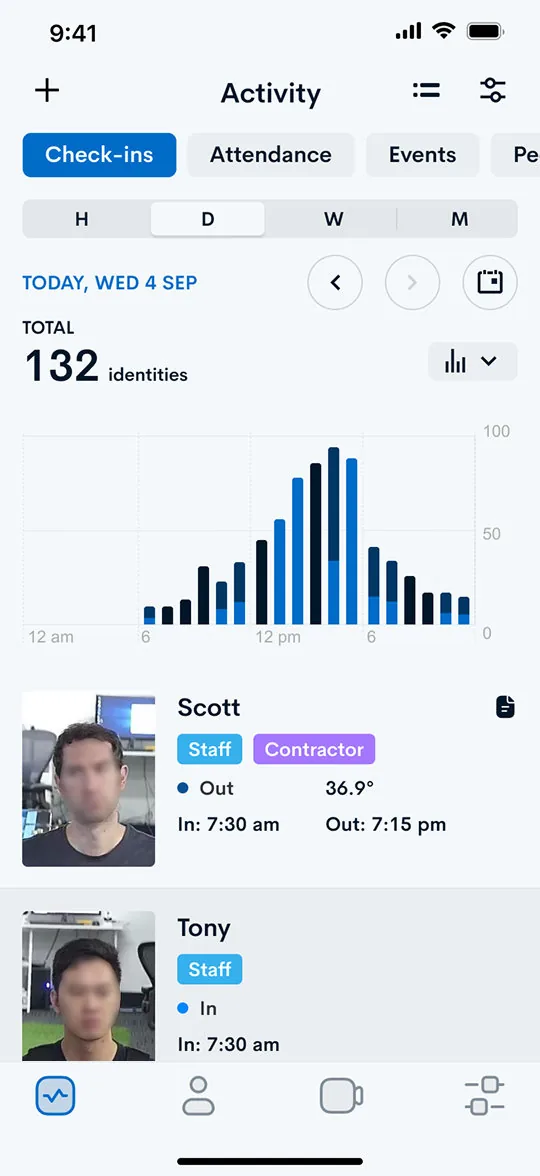 9:41
Activity
Check-ins Attendance Events Pe
H D W M
TODAY, WED 4 SEP
TOTAL
132 identities
100
50
0
12 am 6 12 pm 6
Scott
Staff Contractor
Out 36.9°
In: 7:30 am Out: 7:15 pm
Tony
Staff
In
In: 7:30 am